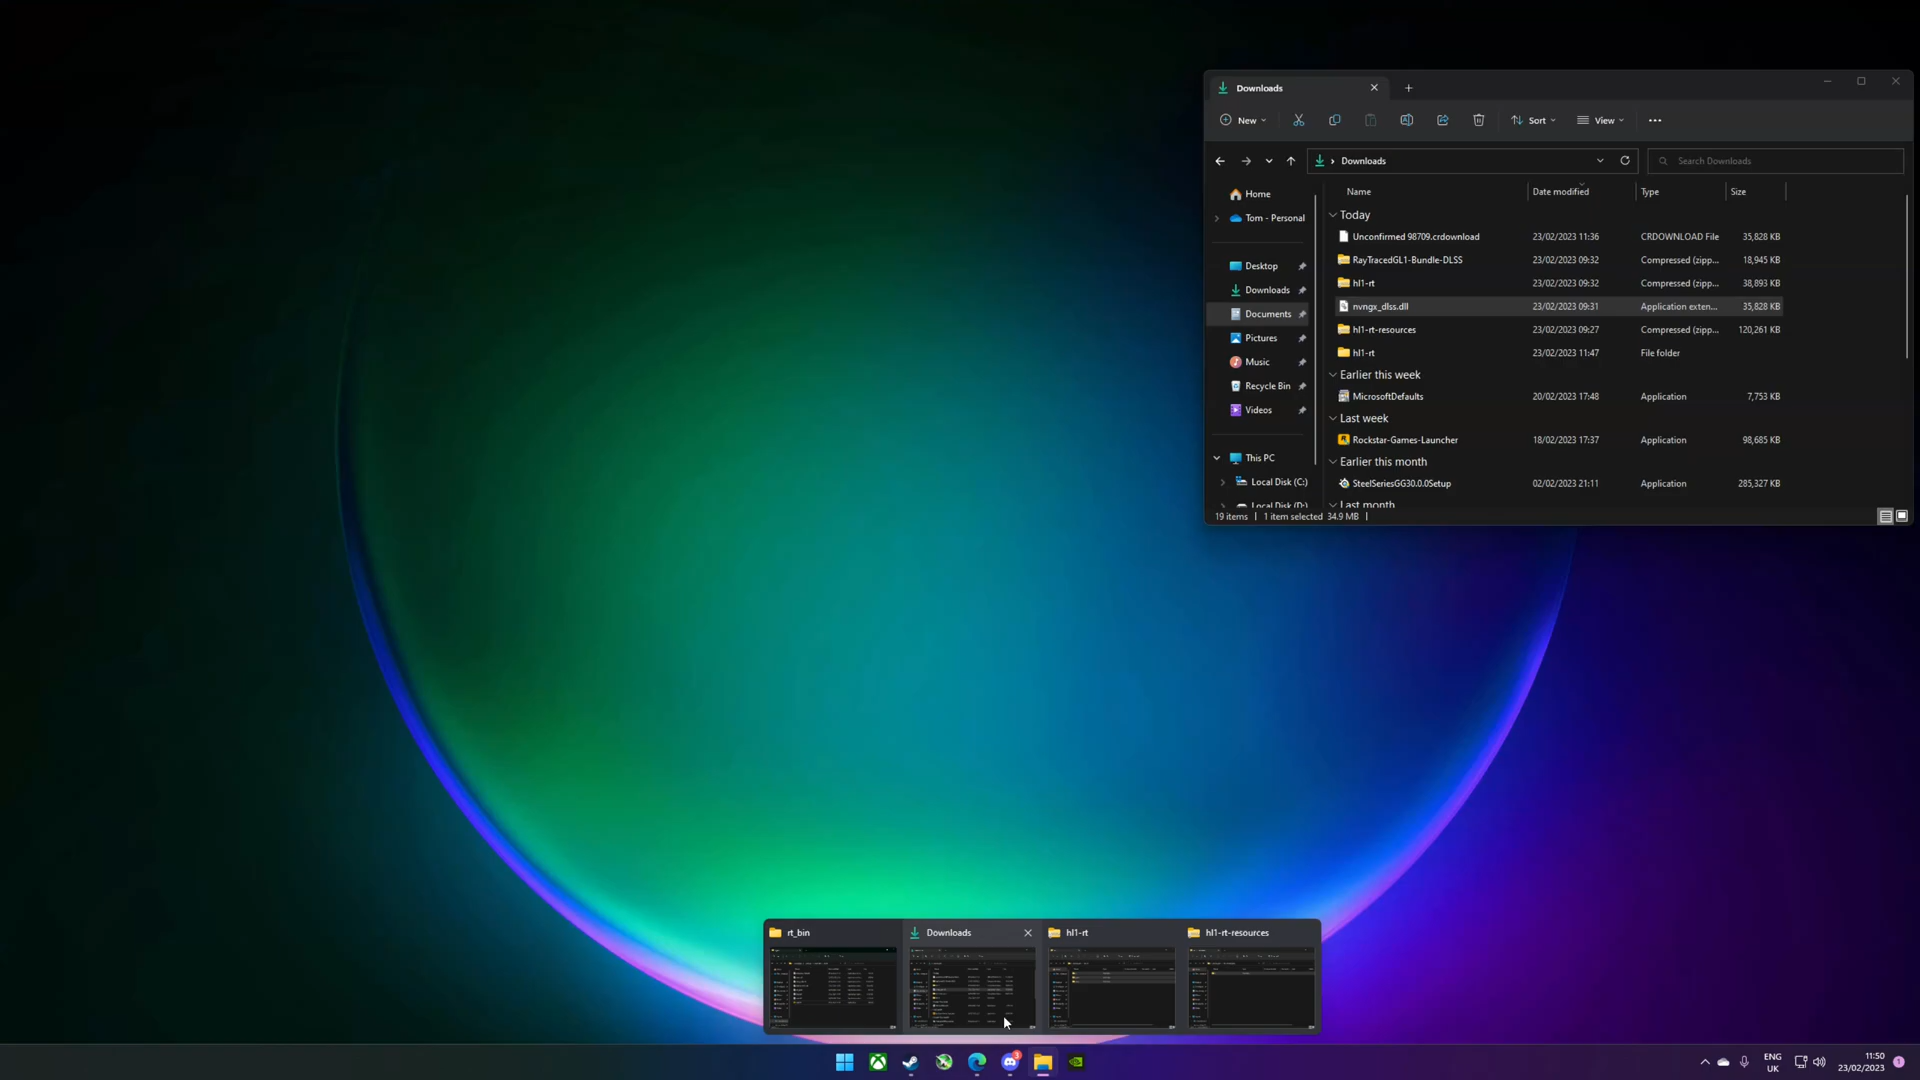 Downloads
New
Sort
View
Downloads
Search Downloads
Name
Date modified
Type
Size
Home
Tom - Personal
Desktop
Downloads
Documents
Pictures
Music
Recycle Bin
Videos
This PC
Local Disk (C:)
Local Disk (D:)
Today
Unconfirmed 98709.crdownload 23/02/2023 11:36 CRDOWNLOAD File 35,828 KB
RayTracedGL1-Bundle-DLSS 23/02/2023 09:32 Compressed (zipp... 18,945 KB
hl1-rt 23/02/2023 09:32 Compressed (zipp... 38,893 KB
nvngx_dlss.dll 23/02/2023 09:31 Application exten... 35,828 KB
hl1-rt-resources 23/02/2023 09:27 Compressed (zipp... 120,261 KB
hl1-rt 23/02/2023 11:47 File folder
Earlier this week
MicrosoftDefaults 20/02/2023 17:48 Application 7,753 KB
Last week
Rockstar-Games-Launcher 18/02/2023 17:37 Application 98,685 KB
Earlier this month
SteelSeriesGG30.0.0Setup 02/02/2023 21:11 Application 285,327 KB
Last month
19 items 1 item selected 34.9 MB
rt_bin
Downloads
hl1-rt
hl1-rt-resources
3
ENG
UK
11:50
23/02/2023
1